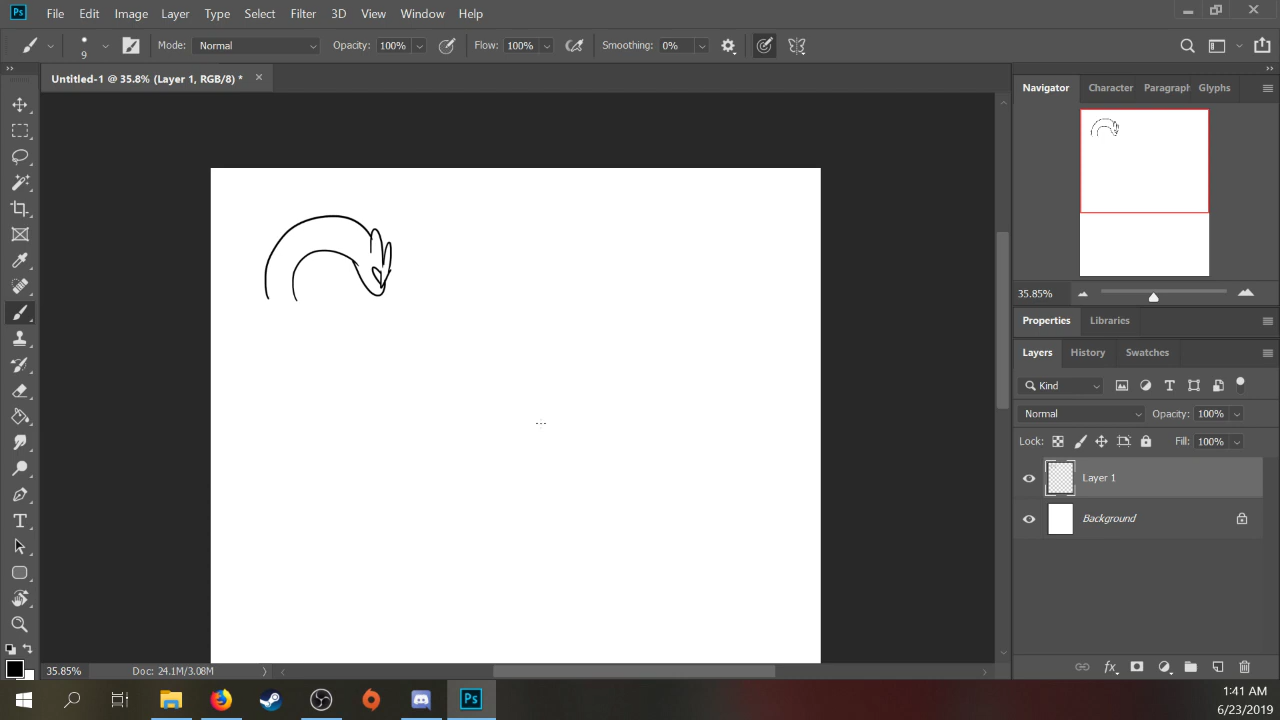 Ps File Edit Image Layer Type Select Filter 3D View Window Help
9 Mode: Normal Opacity: 100% Flow: 100% Smoothing: 0%
Untitled-1 @ 35.8% (Layer 1, RGB/8) *
Navigator Character Paragraph Glyphs
35.85%
Properties Libraries
Layers History Swatches
Kind
Normal Opacity: 100%
Lock: Fill: 100%
Layer 1
Background
35.85% Doc: 24.1M/3.08M
Ps
1:41 AM
6/23/2019